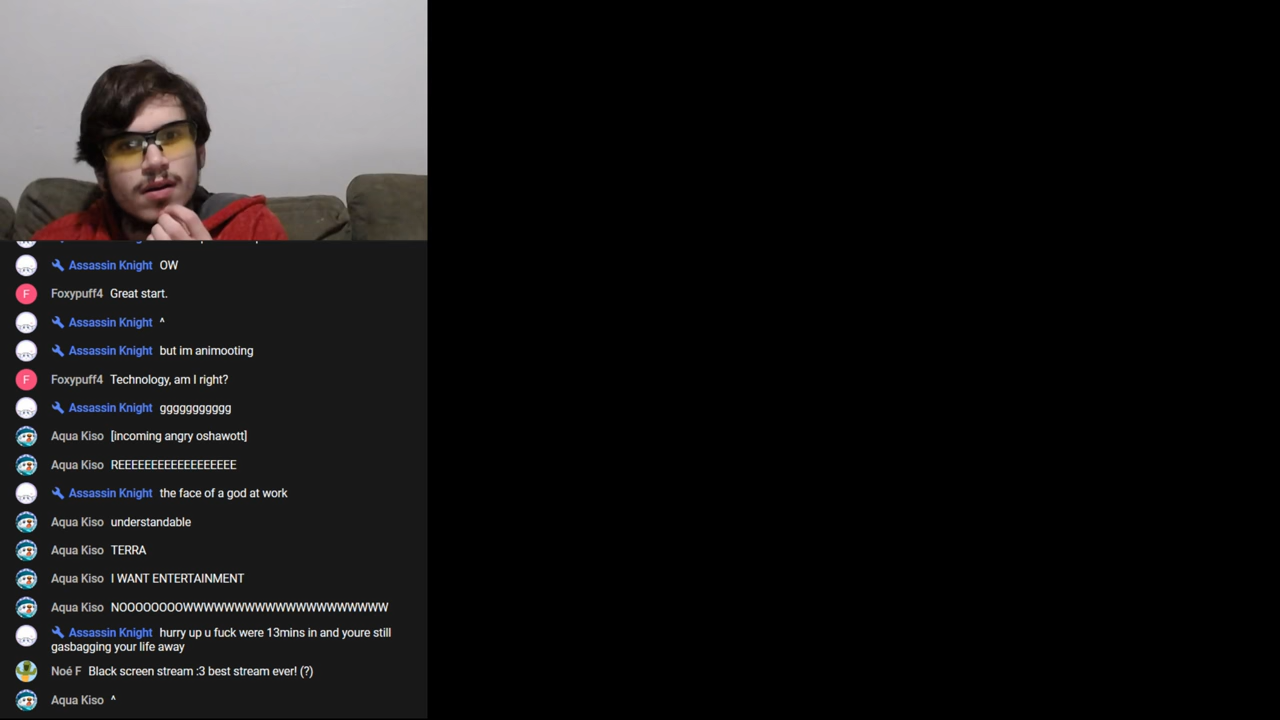 Assassin Knight OW
F Foxypuff4 Great start.
Assassin Knight ^
Assassin Knight but im animooting
F Foxypuff4 Technology, am I right?
Assassin Knight ggggggggggg
Aqua Kiso [incoming angry oshawott]
Aqua Kiso REEEEEEEEEEEEEEEEEE
Assassin Knight the face of a god at work
Aqua Kiso understandable
Aqua Kiso TERRA
Aqua Kiso I WANT ENTERTAINMENT
Aqua Kiso NOOOOOOOOWWWWWWWWWWWWWWWWWWWW
Assassin Knight hurry up u fuck were 13mins in and youre still
gasbagging your life away
Noé F Black screen stream :3 best stream ever! (?)
Aqua Kiso ^